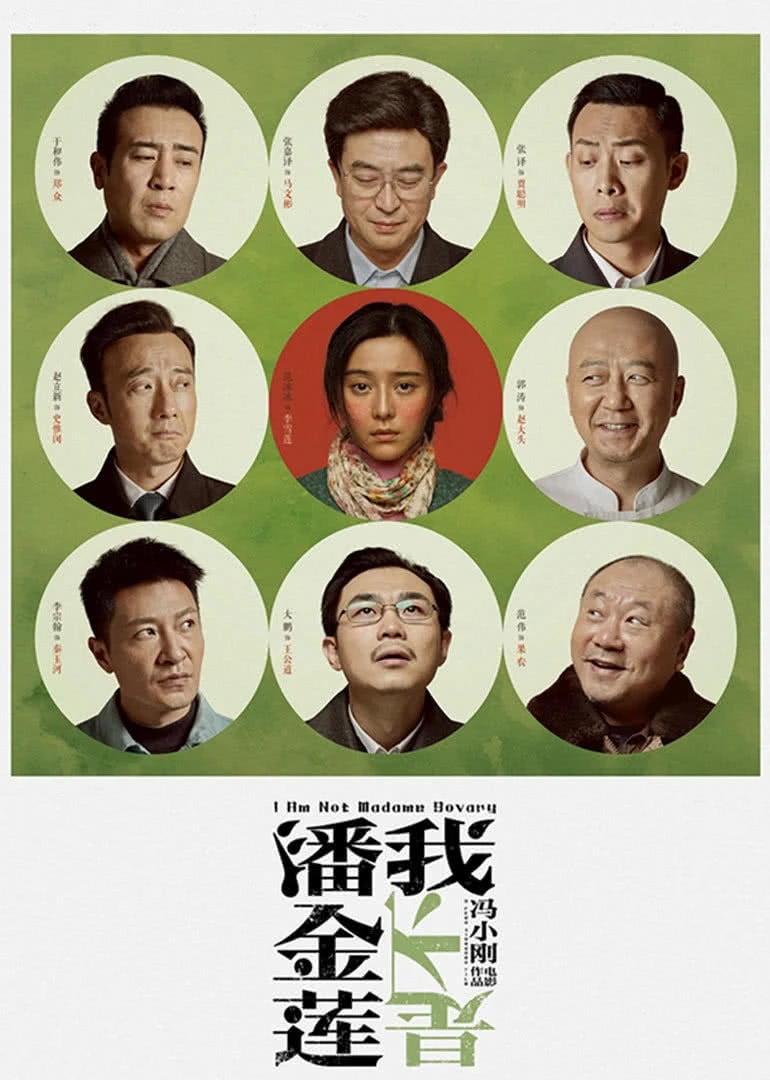 于和伟 饰 郑众
张嘉译 饰 马文彬
张译 饰 贾聪明
赵立新 饰 史惟闵
范冰冰 饰 李雪莲
郭涛 饰 赵大头
李宗翰 饰 秦玉河
大鹏 饰 王公道
范伟 饰 果农
I Am Not Madame Bovary
我不是
潘金莲
冯小刚
电影
作品